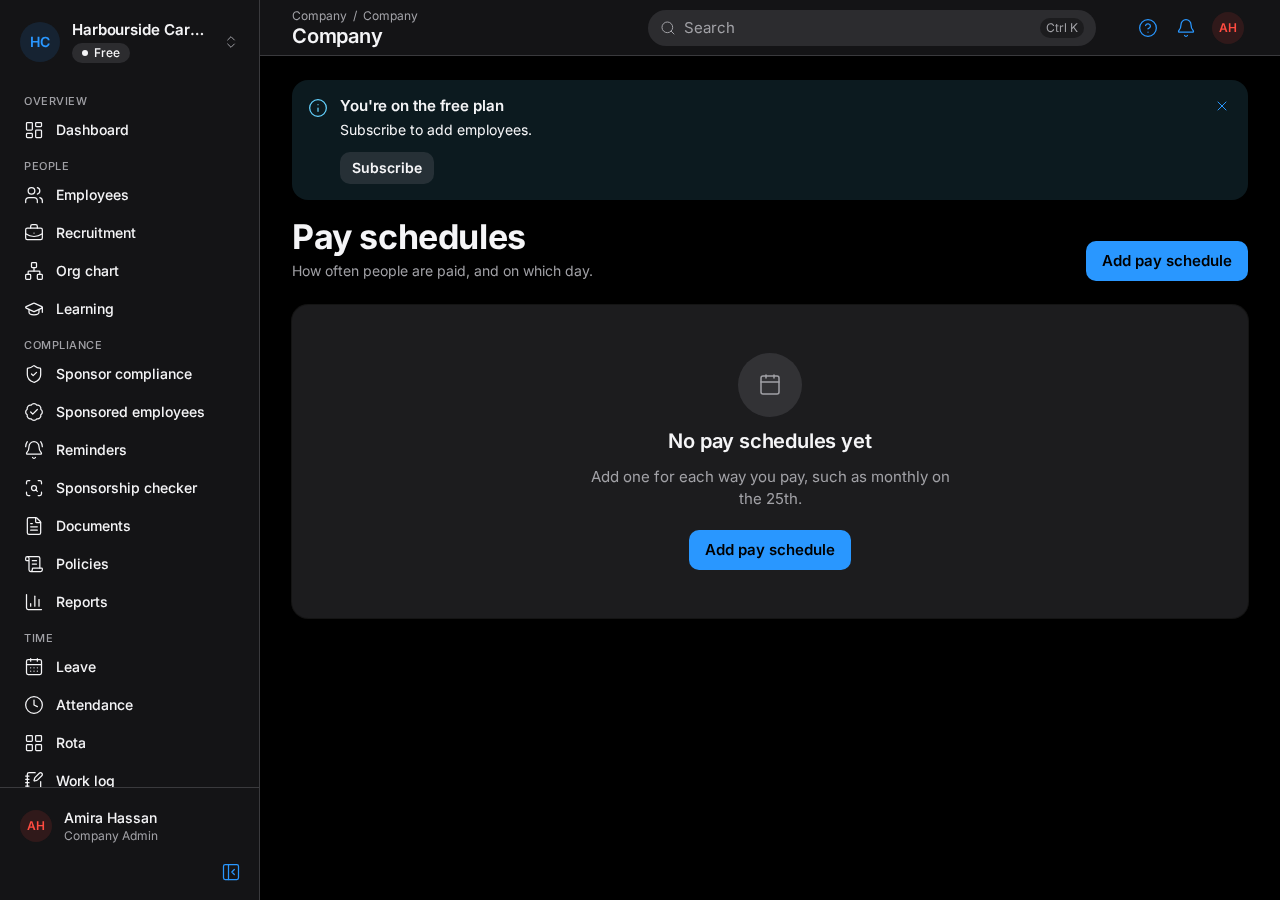 HC
Harbourside Car...
Free
OVERVIEW
Dashboard
PEOPLE
Employees
Recruitment
Org chart
Learning
COMPLIANCE
Sponsor compliance
Sponsored employees
Reminders
Sponsorship checker
Documents
Policies
Reports
TIME
Leave
Attendance
Rota
Work log
AH
Amira Hassan
Company Admin
Company / Company
Company
Search
Ctrl K
AH
You're on the free plan
Subscribe to add employees.
Subscribe
Pay schedules
How often people are paid, and on which day.
Add pay schedule
No pay schedules yet
Add one for each way you pay, such as monthly on
the 25th.
Add pay schedule